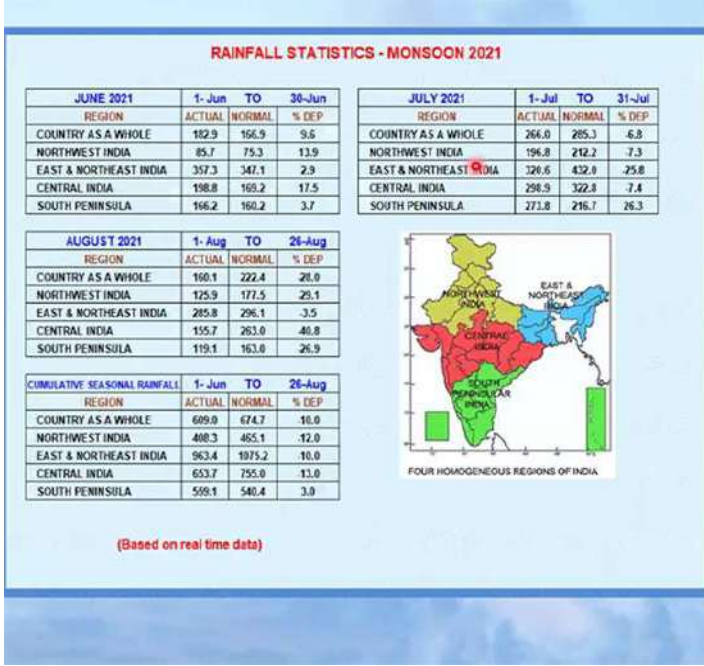 RAINFALL STATISTICS - MONSOON 2021
JUNE 2021 1- Jun TO 30-Jun
REGION ACTUAL NORMAL % DEP
COUNTRY AS A WHOLE 182.9 166.9 9.6
NORTHWEST INDIA 85.7 75.3 13.9
EAST & NORTHEAST INDIA 357.3 347.1 2.9
CENTRAL INDIA 198.8 169.2 17.5
SOUTH PENINSULA 166.2 160.2 3.7
JULY 2021 1- Jul TO 31-Jul
REGION ACTUAL NORMAL % DEP
COUNTRY AS A WHOLE 266.0 285.3 -6.8
NORTHWEST INDIA 196.8 212.2 -7.3
EAST & NORTHEAST INDIA 320.6 432.0 -25.8
CENTRAL INDIA 298.9 322.8 -7.4
SOUTH PENINSULA 273.8 216.7 26.3
AUGUST 2021 1- Aug TO 26-Aug
REGION ACTUAL NORMAL % DEP
COUNTRY AS A WHOLE 160.1 222.4 -28.0
NORTHWEST INDIA 125.9 177.5 -29.1
EAST & NORTHEAST INDIA 285.8 296.1 -3.5
CENTRAL INDIA 155.7 263.0 -40.8
SOUTH PENINSULA 119.1 163.0 -26.9
CUMULATIVE SEASONAL RAINFALL 1- Jun TO 26-Aug
REGION ACTUAL NORMAL % DEP
COUNTRY AS A WHOLE 609.0 674.7 -10.0
NORTHWEST INDIA 408.3 465.1 -12.0
EAST & NORTHEAST INDIA 963.4 1075.2 -10.0
CENTRAL INDIA 653.7 755.0 -13.0
SOUTH PENINSULA 559.1 540.4 3.0
NORTHWEST
INDIA
EAST &
NORTHEAST
INDIA
CENTRAL
INDIA
SOUTH
PENINSULAR
INDIA
FOUR HOMOGENEOUS REGIONS OF INDIA
(Based on real time data)